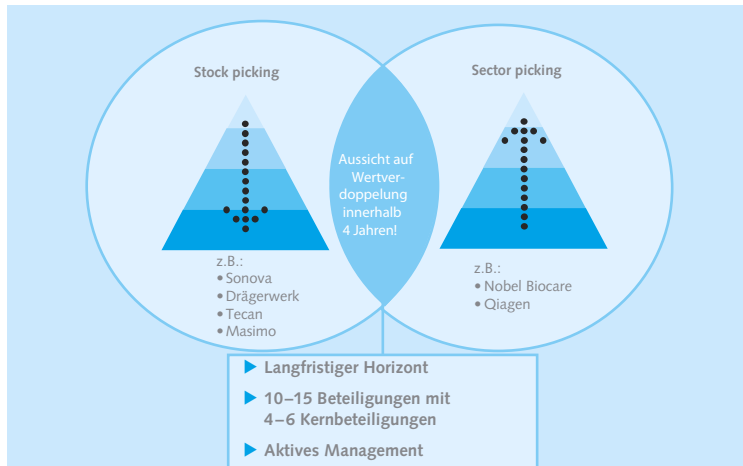 Stock picking
z.B.:
• Sonova
• Drägerwerk
• Tecan
• Masimo
Aussicht auf
Wertver-
doppelung
innerhalb
4 Jahren!
Sector picking
z.B.:
• Nobel Biocare
• Qiagen
▶ Langfristiger Horizont
▶ 10–15 Beteiligungen mit
4–6 Kernbeteiligungen
▶ Aktives Management